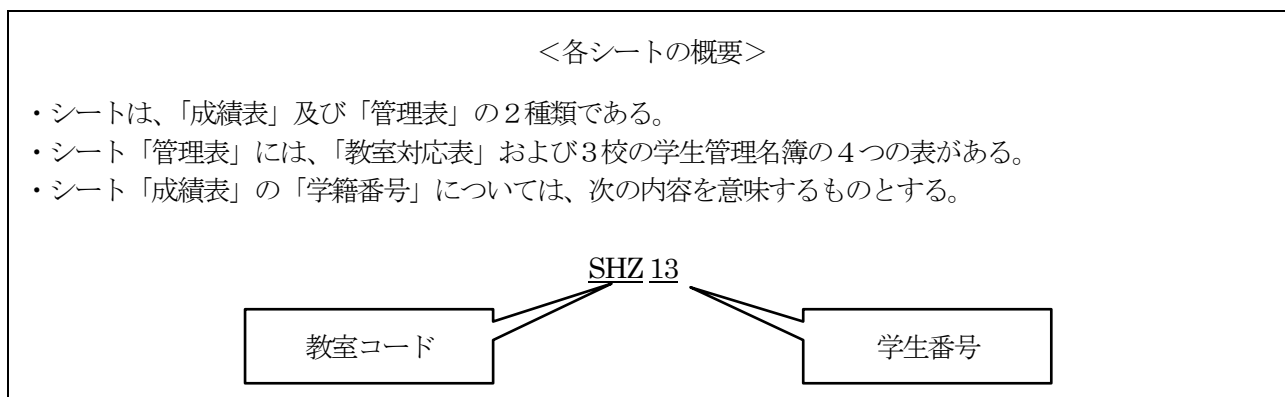 ＜各シートの概要＞
・シートは、「成績表」及び「管理表」の２種類である。
・シート「管理表」には、「教室対応表」および３校の学生管理名簿の４つの表がある。
・シート「成績表」の「学籍番号」については、次の内容を意味するものとする。
SHZ 13
教室コード
学生番号